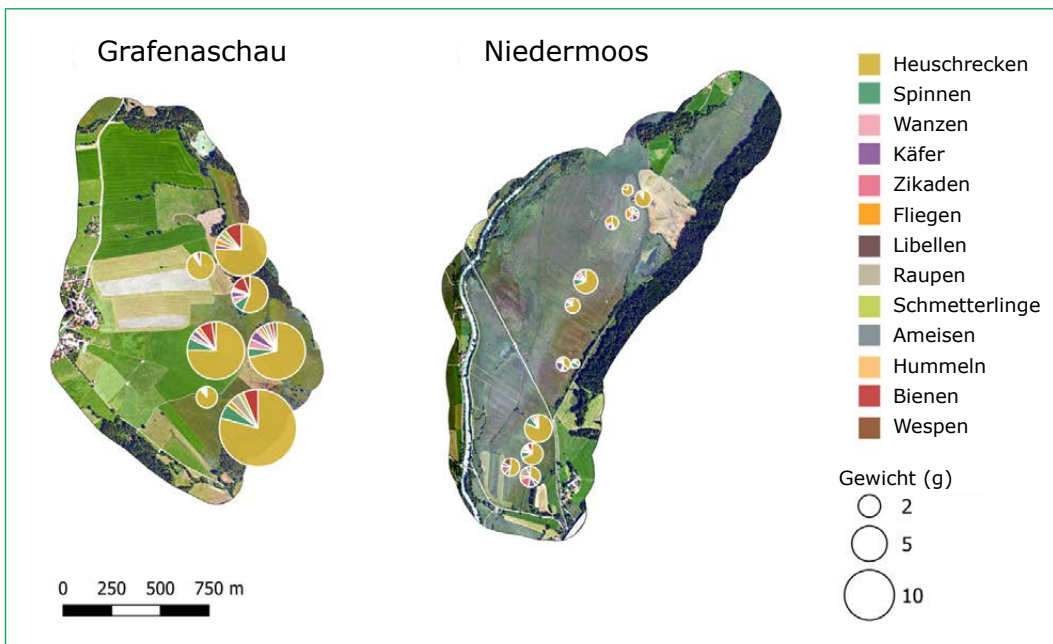 Grafenaschau
Niedermoos
Heuschrecken
Spinnen
Wanzen
Käfer
Zikaden
Fliegen
Libellen
Raupen
Schmetterlinge
Ameisen
Hummeln
Bienen
Wespen
Gewicht (g)
2
5
10
0 250 500 750 m